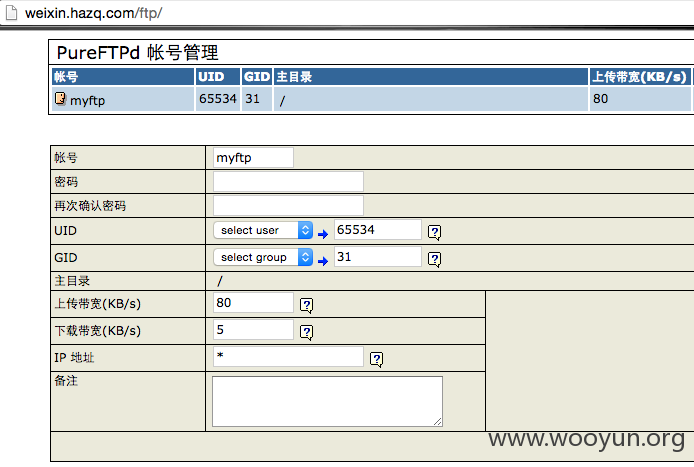 weixin.hazq.com/ftp/
PureFTPd 帐号管理
帐号 UID GID 主目录 上传带宽(KB/s)
myftp 65534 31 / 80
帐号 myftp
密码
再次确认密码
UID select user 65534 ?
GID select group 31 ?
主目录 /
上传带宽(KB/s) 80 ?
下载带宽(KB/s) 5 ?
IP 地址 * ?
备注
www.wooyun.org